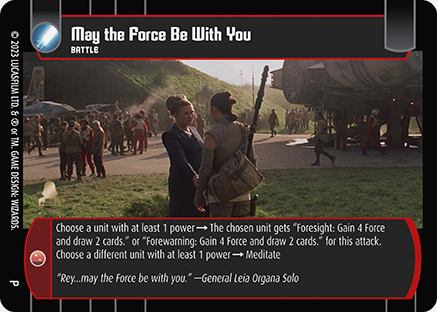 May the Force Be With You
BATTLE
Choose a unit with at least 1 power → The chosen unit gets "Foresight: Gain 4 Force
and draw 2 cards." or "Forewarning: Gain 4 Force and draw 2 cards." for this attack.
Choose a different unit with at least 1 power → Meditate
"Rey...may the Force be with you." —General Leia Organa Solo
© 2023 LUCASFILM LTD. & ® or TM. GAME DESIGN: WIZARDS.
P